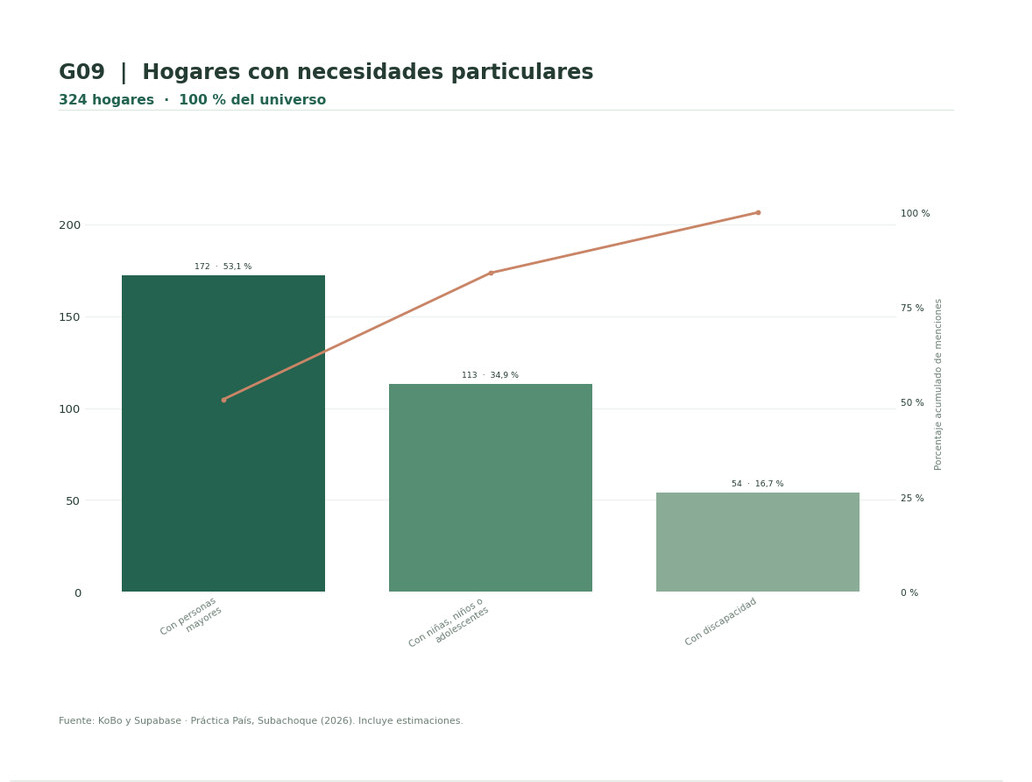 G09 | Hogares con necesidades particulares
324 hogares · 100 % del universo
200
150
100
50
0
172 · 53,1 %
113 · 34,9 %
54 · 16,7 %
100 %
75 %
50 %
25 %
0 %
Porcentaje acumulado de menciones
Con personas
mayores
Con niñas, niños o
adolescentes
Con discapacidad
Fuente: KoBo y Supabase · Práctica País, Subachoque (2026). Incluye estimaciones.